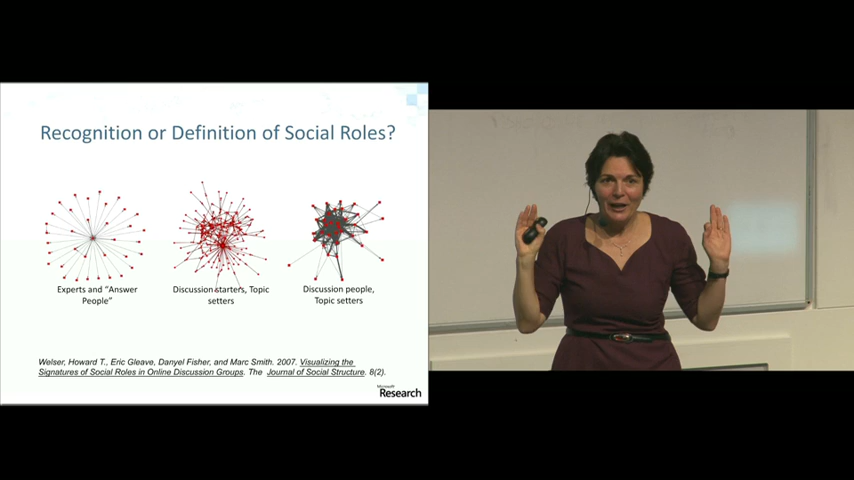 Recognition or Definition of Social Roles?
Experts and “Answer
People”
Discussion starters, Topic
setters
Discussion people,
Topic setters
Welser, Howard T., Eric Gleave, Danyel Fisher, and Marc Smith. 2007. Visualizing the
Signatures of Social Roles in Online Discussion Groups. The Journal of Social Structure. 8(2).
Microsoft
Research